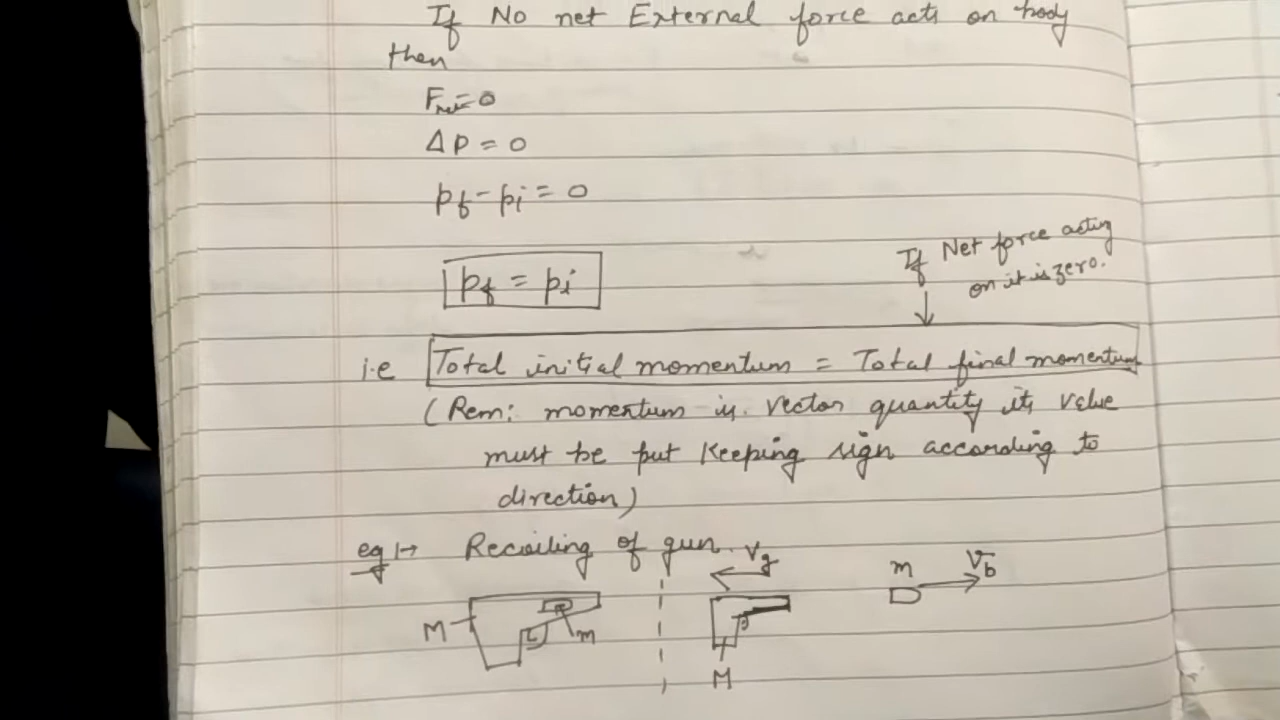 If No net External force acts on body
then
Fnet=0
Δp = 0
pf - pi = 0
pf = pi
If Net force acting
on it is zero.
i.e Total initial momentum = Total final momentum
(Rem: momentum is vector quantity its value
must be put keeping sign according to
direction)
eg 1→ Recoiling of gun.
Vg
m
Vb
M
m
M